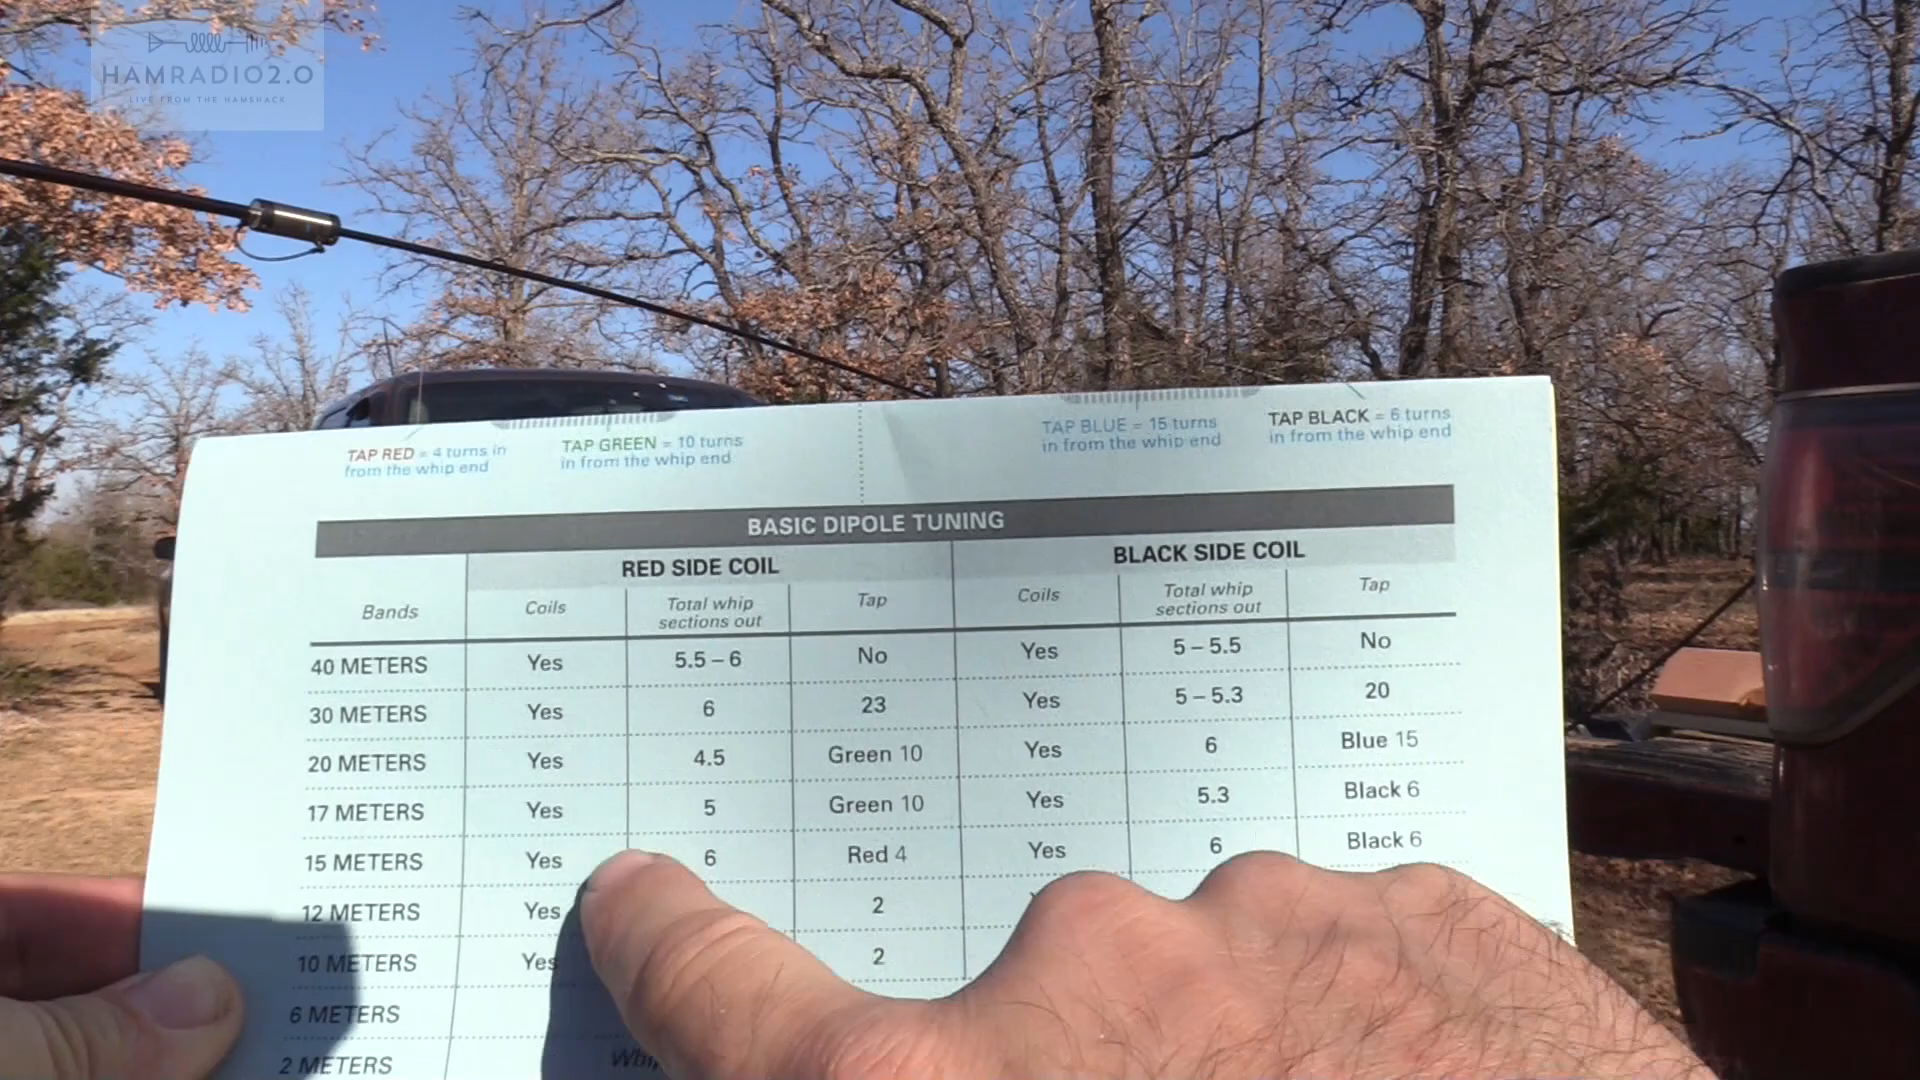 HAMRADIO2.0
LIVE FROM THE HAMSHACK
TAP RED = 4 turns in
from the whip end
TAP GREEN = 10 turns
in from the whip end
TAP BLUE = 15 turns
in from the whip end
TAP BLACK = 6 turns
in from the whip end
BASIC DIPOLE TUNING
RED SIDE COIL BLACK SIDE COIL
Bands Coils Total whip sections out Tap Coils Total whip sections out Tap
40 METERS Yes 5.5 – 6 No Yes 5 – 5.5 No
30 METERS Yes 6 23 Yes 5 – 5.3 20
20 METERS Yes 4.5 Green 10 Yes 6 Blue 15
17 METERS Yes 5 Green 10 Yes 5.3 Black 6
15 METERS Yes 6 Red 4 Yes 6 Black 6
12 METERS Yes 2
10 METERS Yes 2
6 METERS
2 METERS